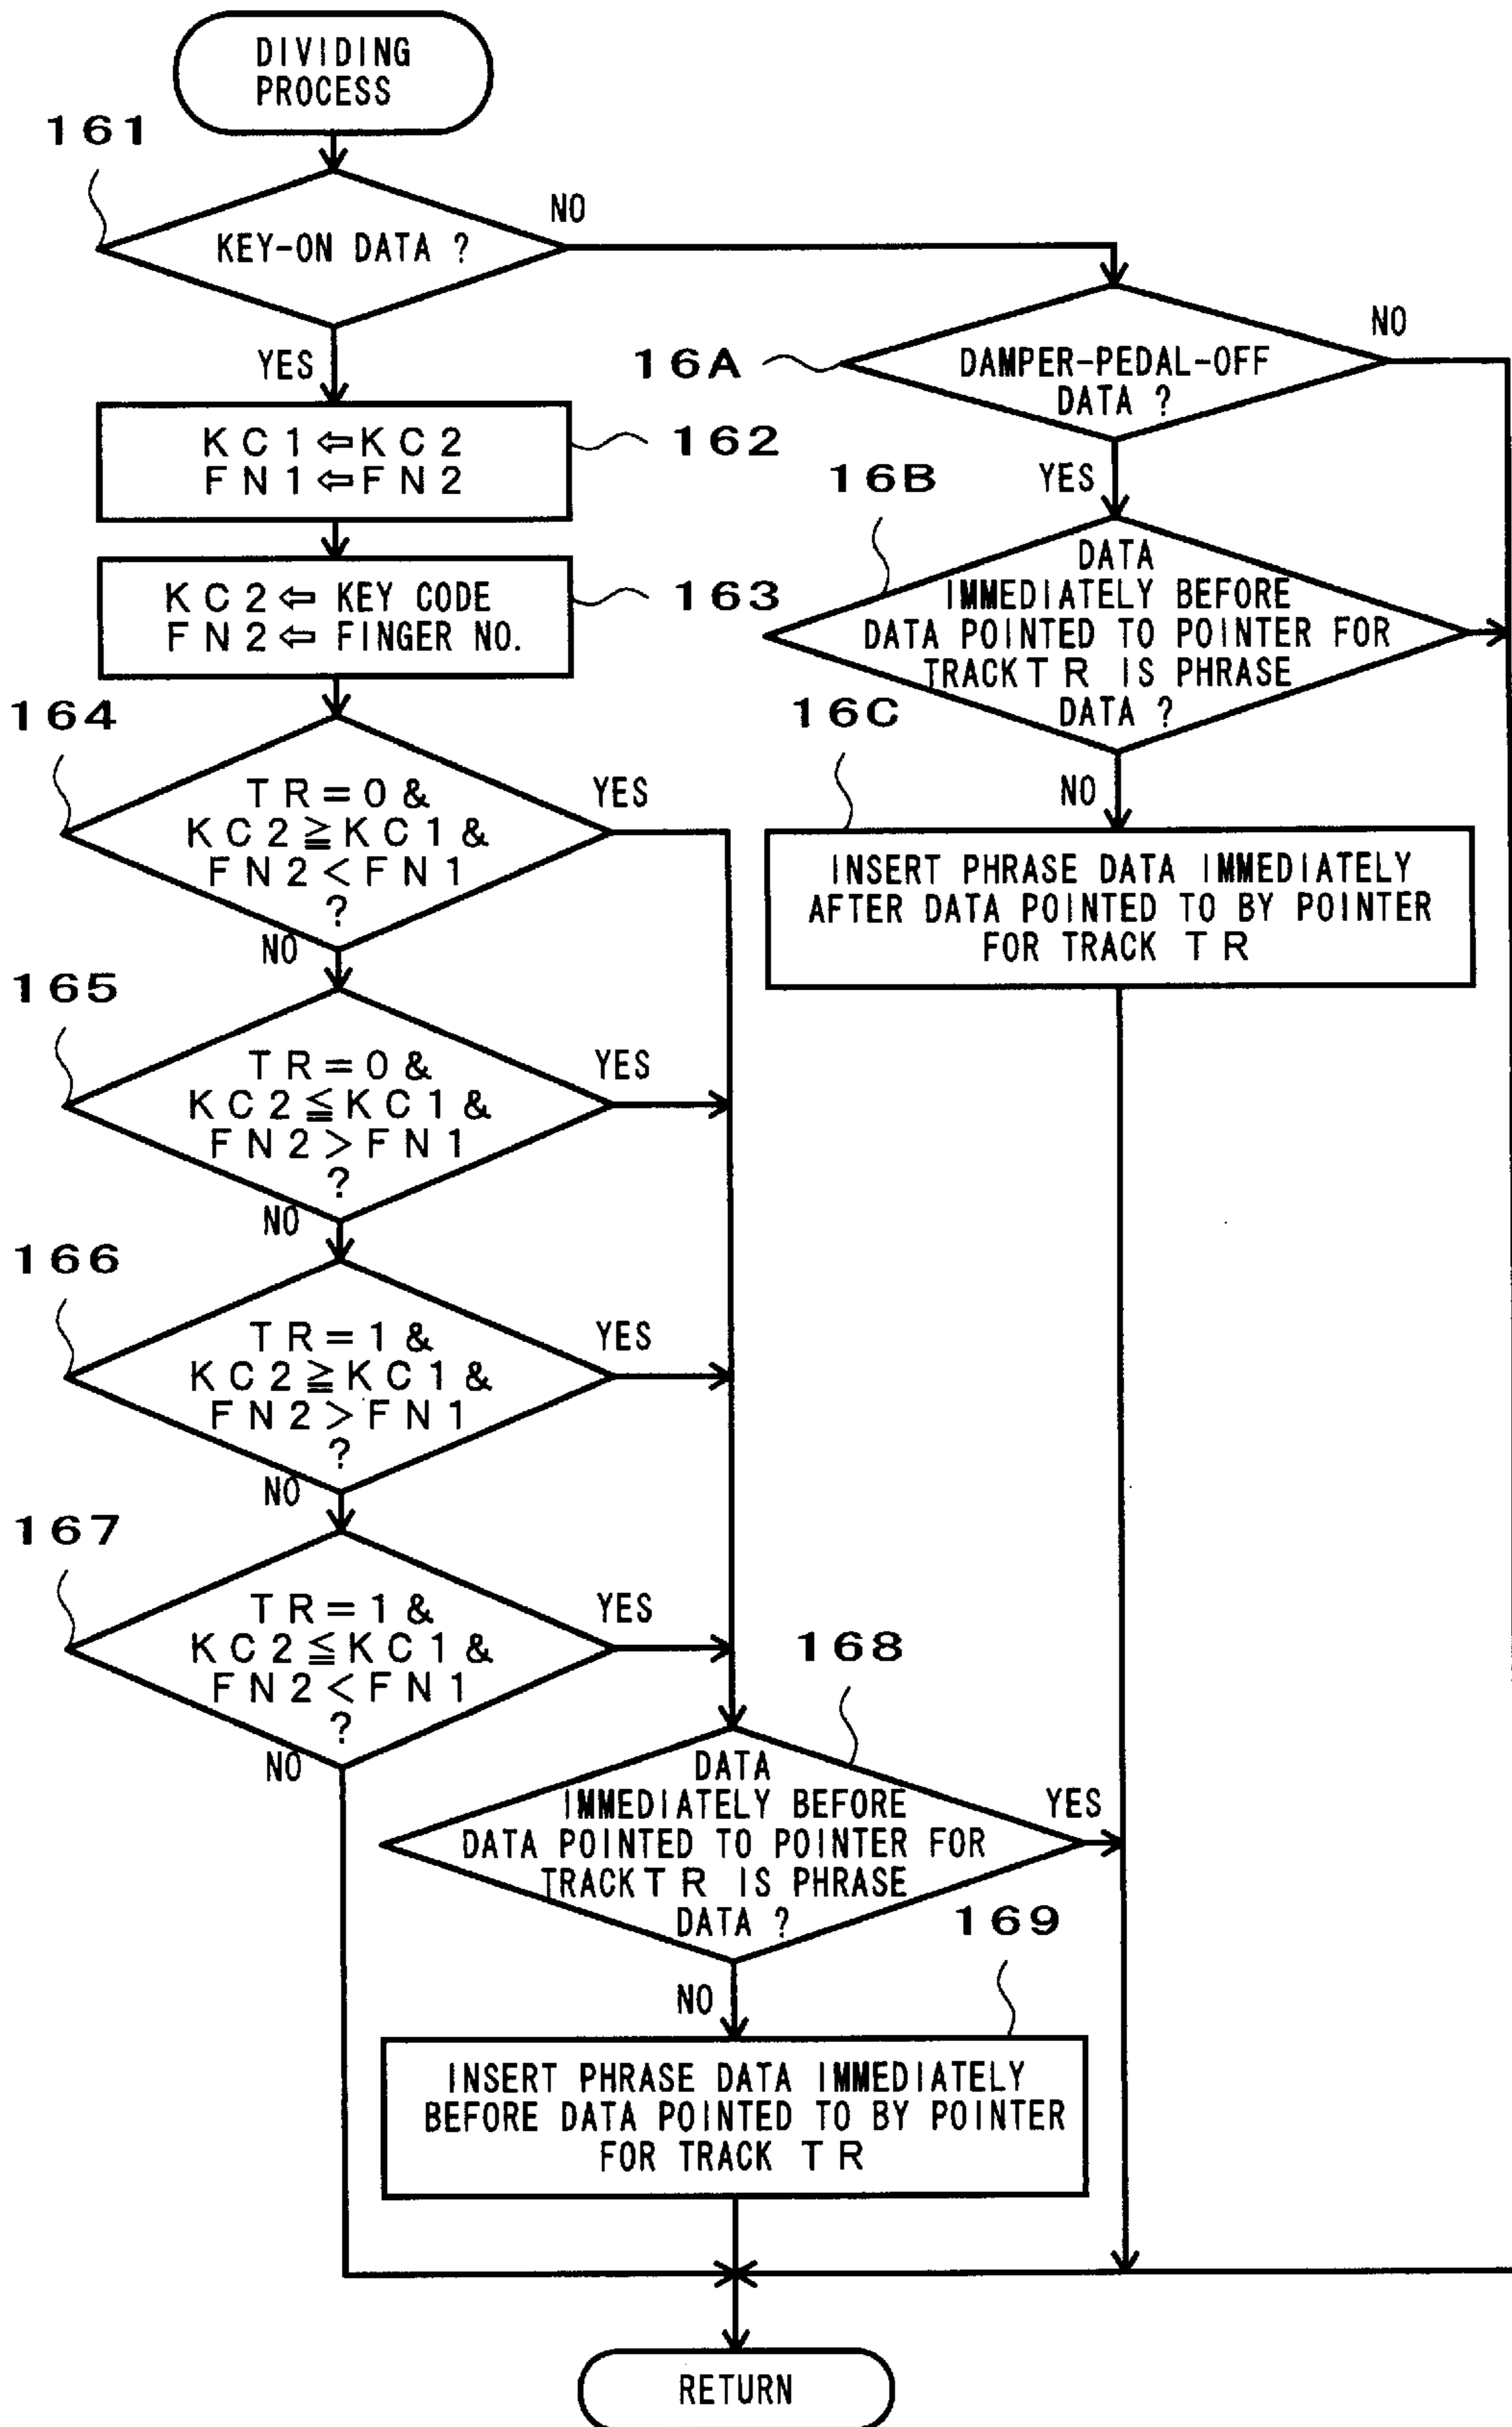 DIVIDING
PROCESS
161
KEY-ON DATA ?
NO
YES
KC1⇦KC2
FN1⇦FN2
162
KC2⇦ KEY CODE
FN2⇦ FINGER NO.
163
164
TR=0 &
KC2≧KC1 &
FN2<FN1
?
YES
NO
165
TR=0 &
KC2≦KC1 &
FN2>FN1
?
YES
NO
166
TR=1 &
KC2≧KC1 &
FN2>FN1
?
YES
NO
167
TR=1 &
KC2≦KC1 &
FN2<FN1
?
YES
NO
16A
DAMPER-PEDAL-OFF
DATA ?
NO
YES
16B
DATA
IMMEDIATELY BEFORE
DATA POINTED TO POINTER FOR
TRACK TR IS PHRASE
DATA ?
NO
16C
INSERT PHRASE DATA IMMEDIATELY
AFTER DATA POINTED TO BY POINTER
FOR TRACK TR
168
DATA
IMMEDIATELY BEFORE
DATA POINTED TO POINTER FOR
TRACK TR IS PHRASE
DATA ?
YES
NO
169
INSERT PHRASE DATA IMMEDIATELY
BEFORE DATA POINTED TO BY POINTER
FOR TRACK TR
RETURN